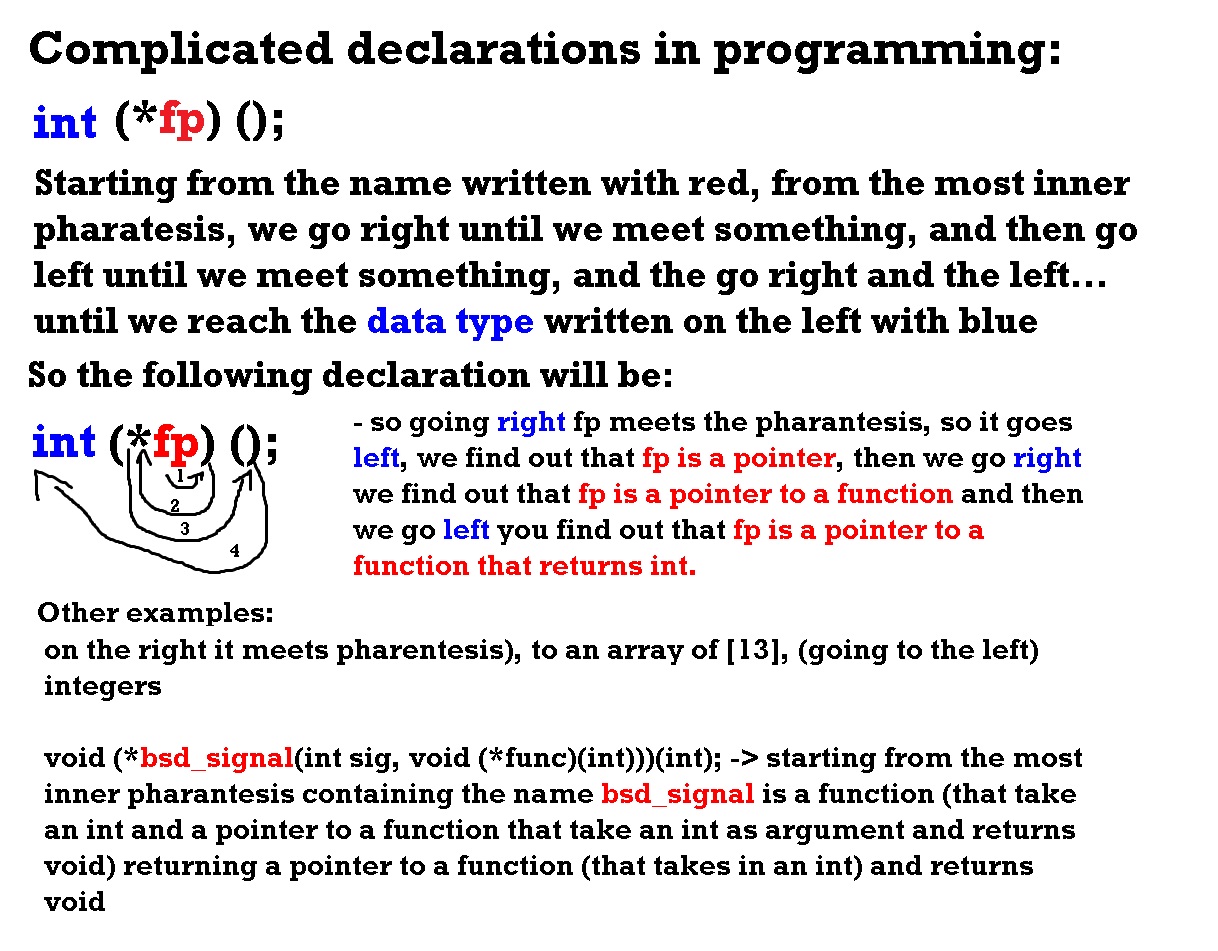 Complicated declarations in programming:
int (*fp) ();
Starting from the name written with red, from the most inner
pharatesis, we go right until we meet something, and then go
left until we meet something, and the go right and the left...
until we reach the data type written on the left with blue
So the following declaration will be:
int (*fp) ();
1
2
3
4
- so going right fp meets the pharantesis, so it goes
left, we find out that fp is a pointer, then we go right
we find out that fp is a pointer to a function and then
we go left you find out that fp is a pointer to a
function that returns int.
Other examples:
on the right it meets pharentesis), to an array of [13], (going to the left)
integers
void (*bsd_signal(int sig, void (*func)(int)))(int); -> starting from the most
inner pharantesis containing the name bsd_signal is a function (that take
an int and a pointer to a function that take an int as argument and returns
void) returning a pointer to a function (that takes in an int) and returns
void